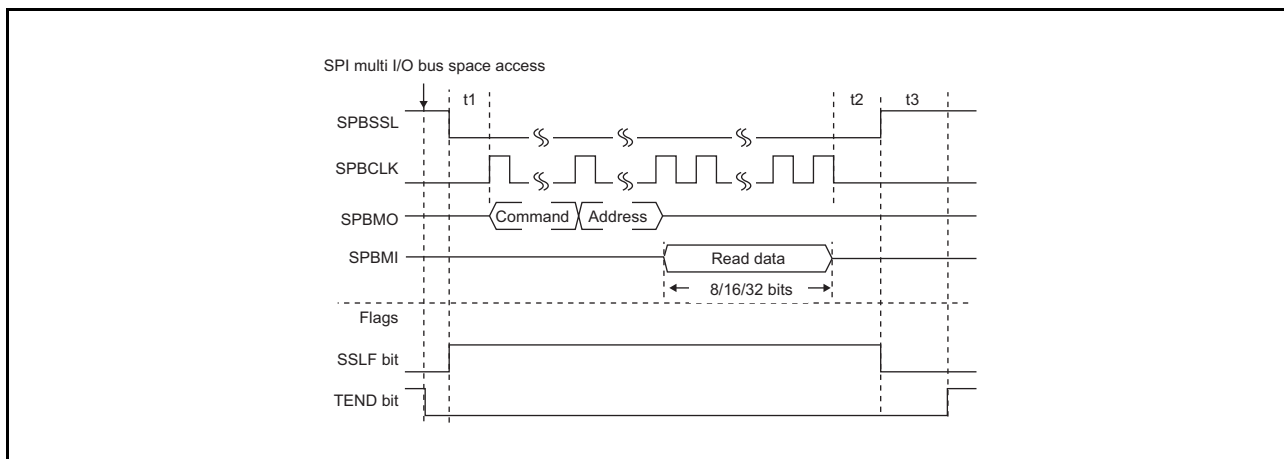 SPI multi I/O bus space access
t1
t2
t3
SPBSSL
SPBCLK
SPBMO
Command
Address
SPBMI
Read data
8/16/32 bits
Flags
SSLF bit
TEND bit